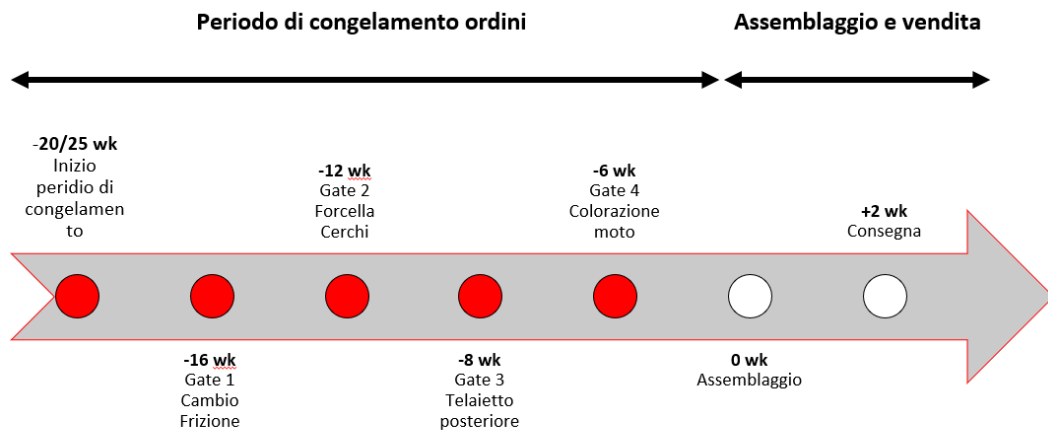 Periodo di congelamento ordini
Assemblaggio e vendita
-20/25 wk
Inizio
peridio di
congelamen
to
-12 wk
Gate 2
Forcella
Cerchi
-6 wk
Gate 4
Colorazione
moto
+2 wk
Consegna
-16 wk
Gate 1
Cambio
Frizione
-8 wk
Gate 3
Telaietto
posteriore
0 wk
Assemblaggio